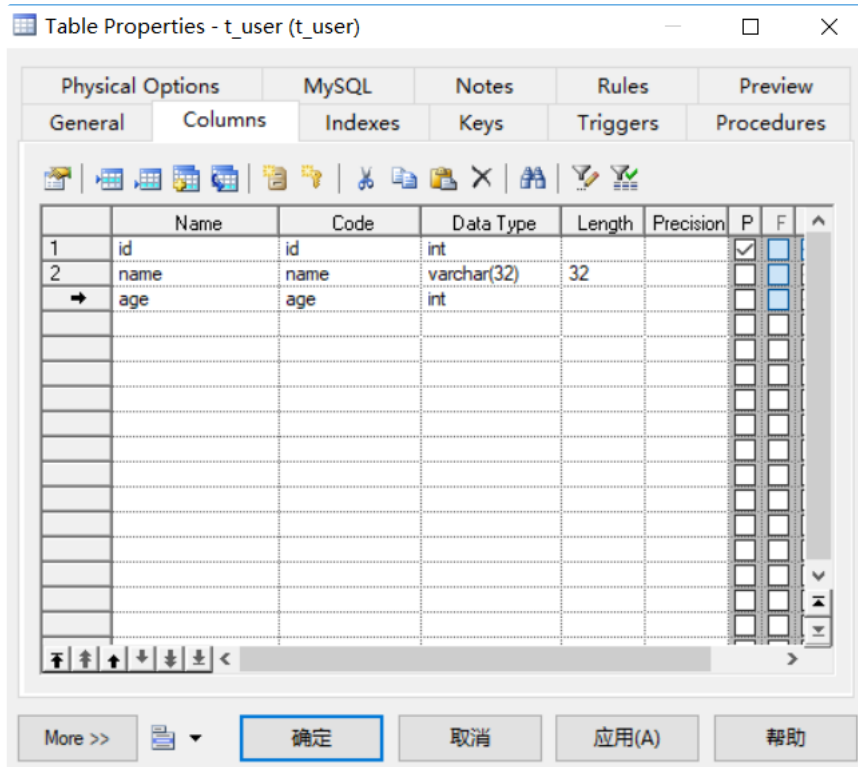 Table Properties - t_user (t_user)
Physical Options MySQL Notes Rules Preview
General Columns Indexes Keys Triggers Procedures
Name Code Data Type Length Precision P F
1 id id int
2 name name varchar(32) 32
age age int
More >> 确定 取消 应用(A) 帮助